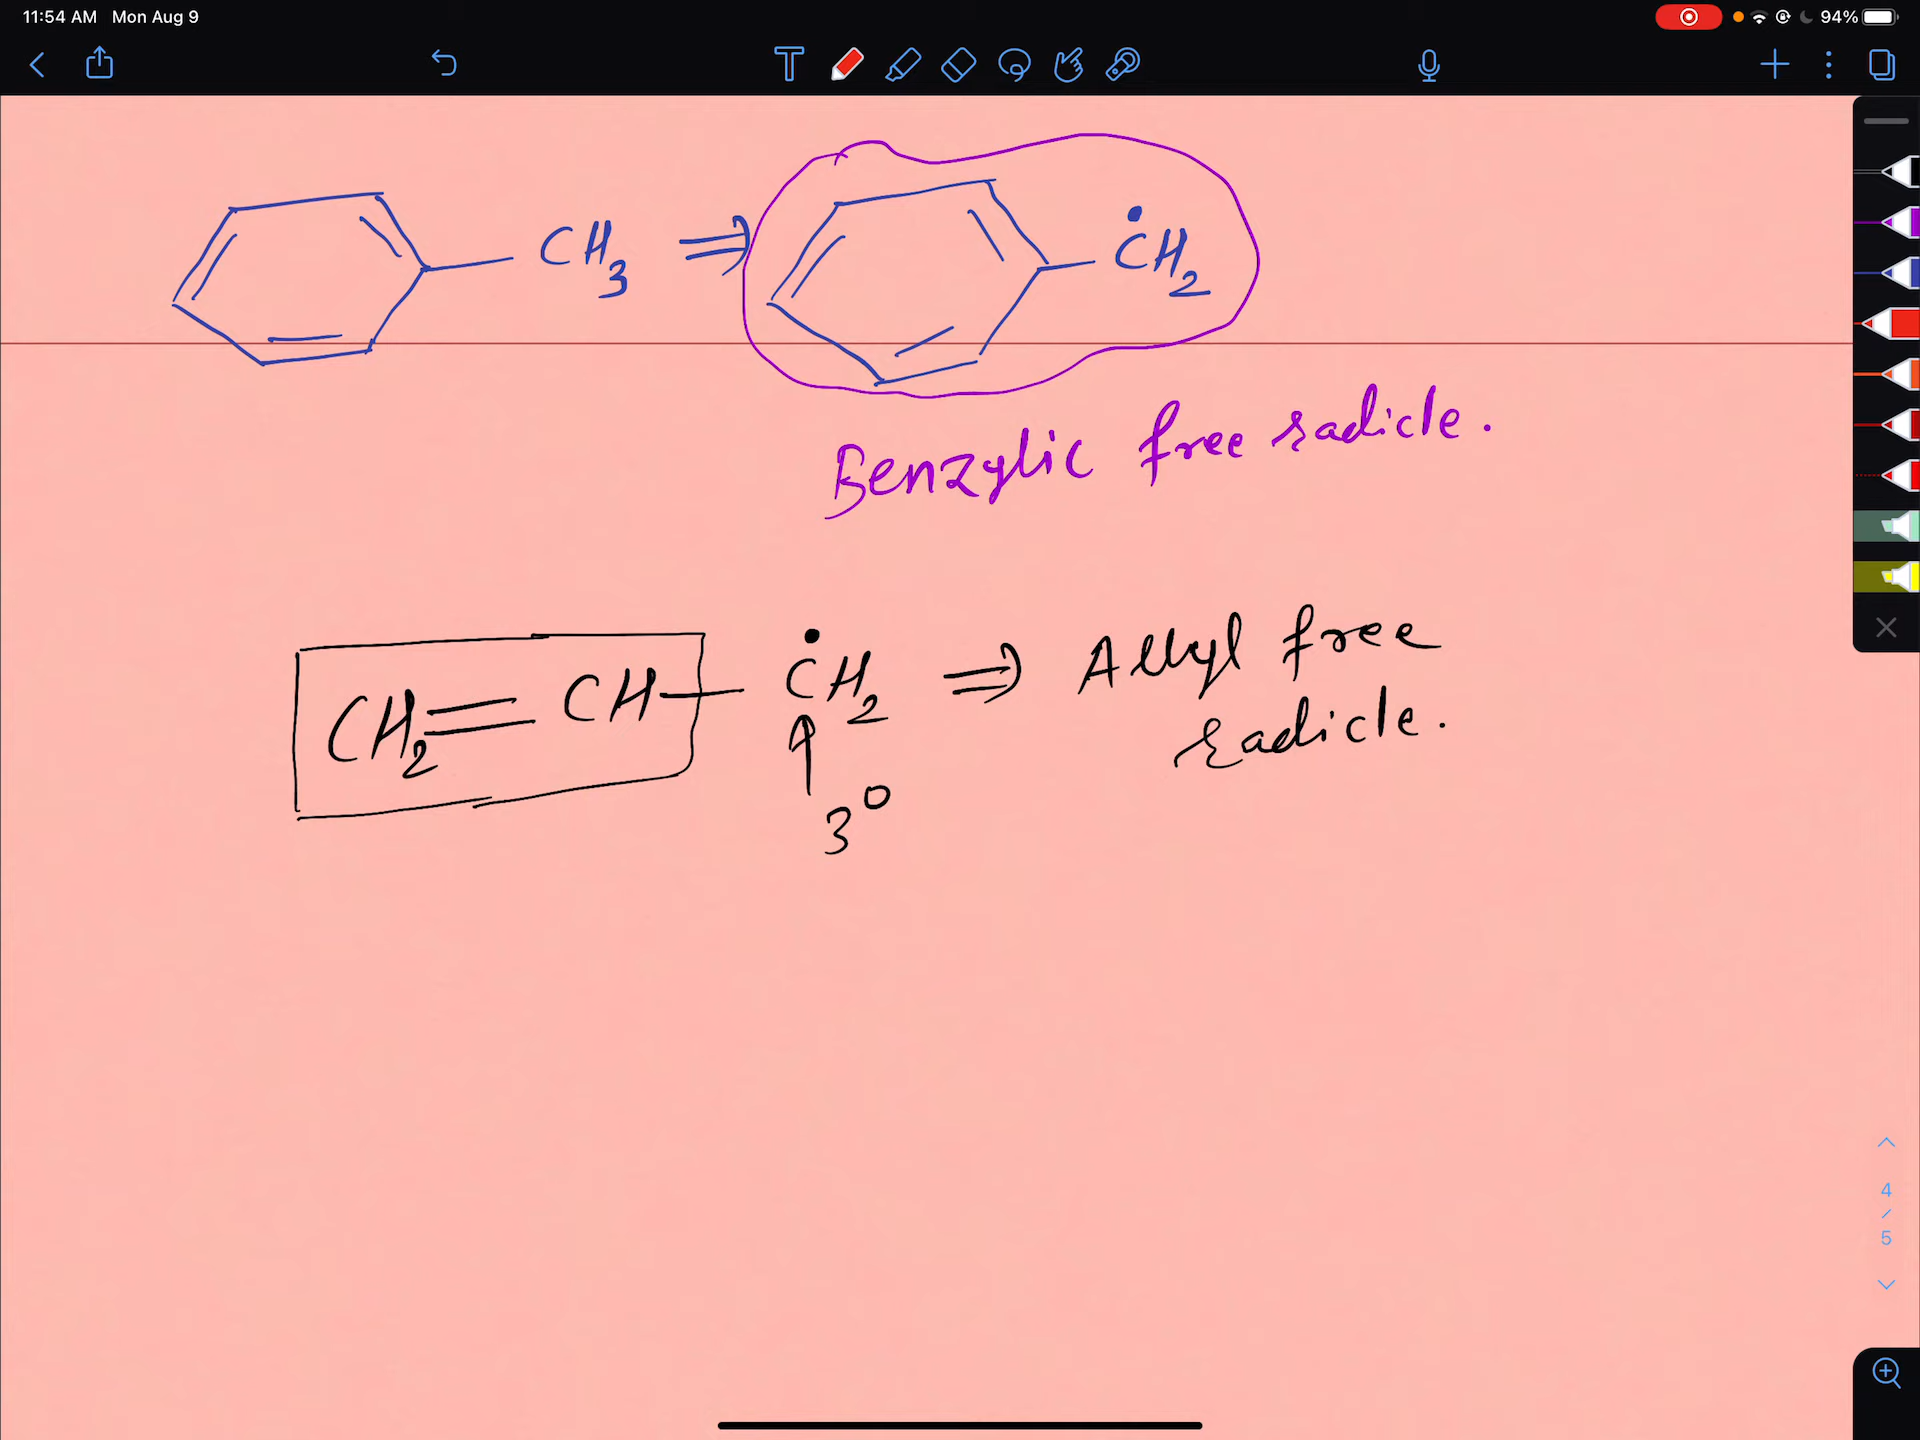 11:54 AM Mon Aug 9
94%
CH3 ⇒ ĊH2
Benzylic free radicle.
CH2=CH-ĊH2 ⇒ Allyl free
radicle.
3°
4
/
5